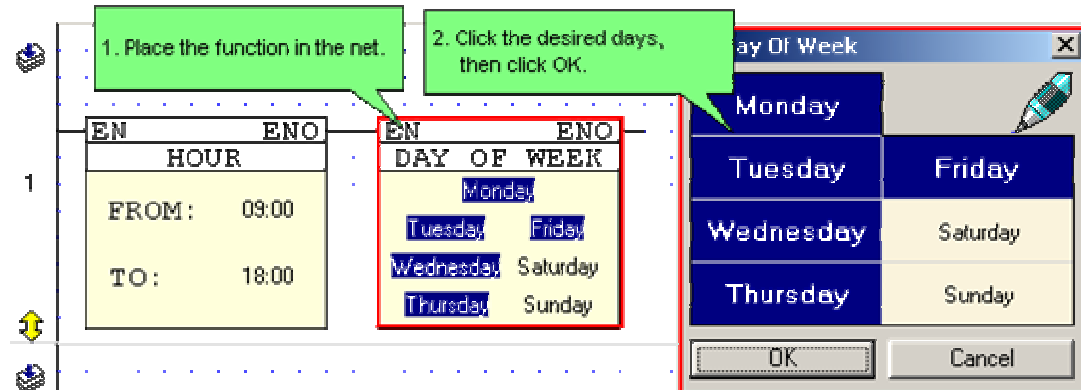 1. Place the function in the net.
2. Click the desired days,
then click OK.
ay Of Week
EN ENO
HOUR
FROM: 09:00
TO: 18:00
1
EN ENO
DAY OF WEEK
Monday
Tuesday Friday
Wednesday Saturday
Thursday Sunday
Monday
Tuesday Friday
Wednesday Saturday
Thursday Sunday
OK Cancel